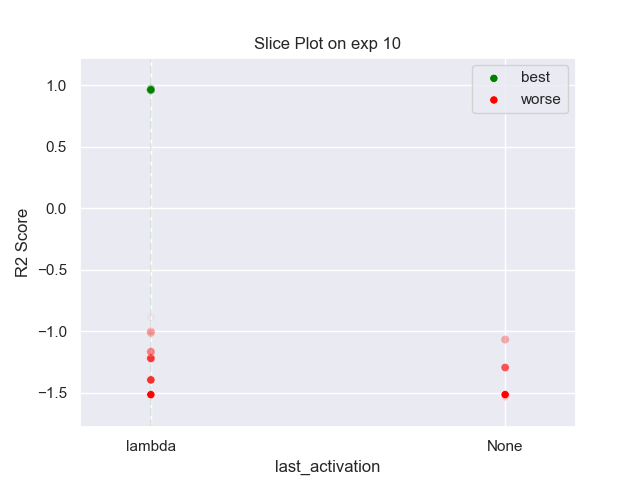 Slice Plot on exp 10
best
worse
1.0
0.5
0.0
−0.5
−1.0
−1.5
R2 Score
lambda
None
last_activation